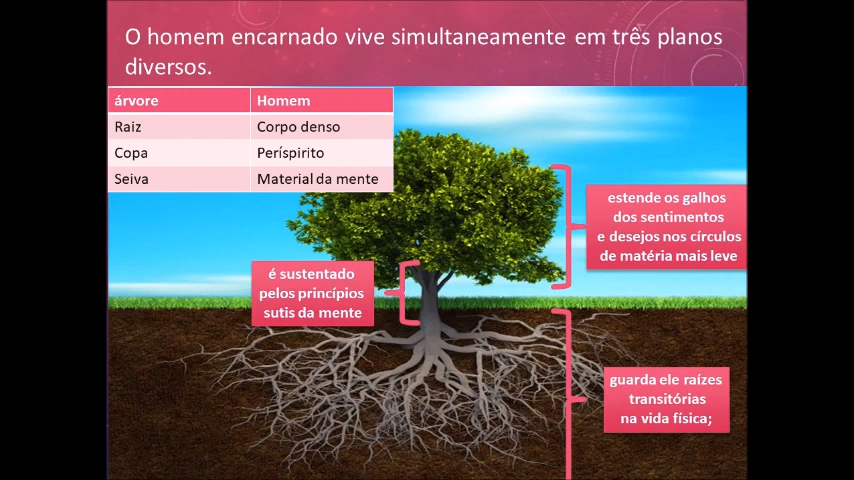 O homem encarnado vive simultaneamente em três planos
diversos.
árvore Homem
Raiz Corpo denso
Copa Períspirito
Seiva Material da mente
estende os galhos
dos sentimentos
e desejos nos círculos
de matéria mais leve
é sustentado
pelos princípios
sutis da mente
guarda ele raízes
transitórias
na vida física;